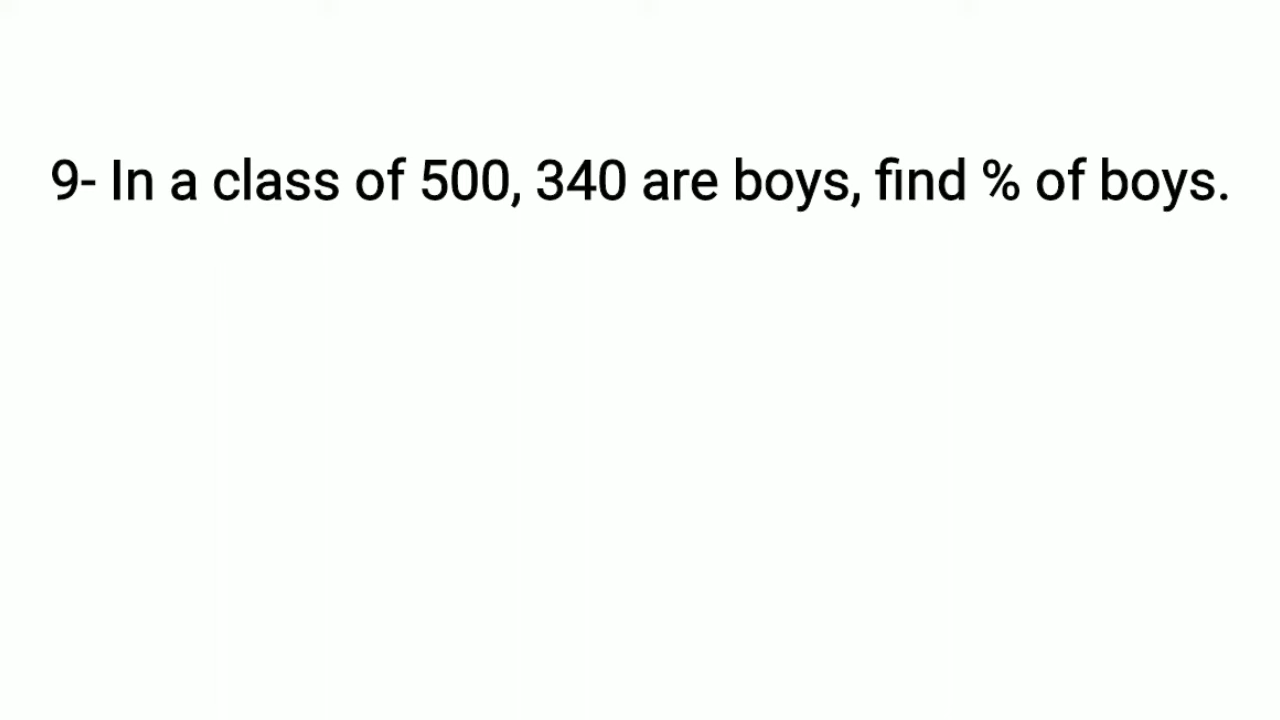 9- In a class of 500, 340 are boys, find % of boys.